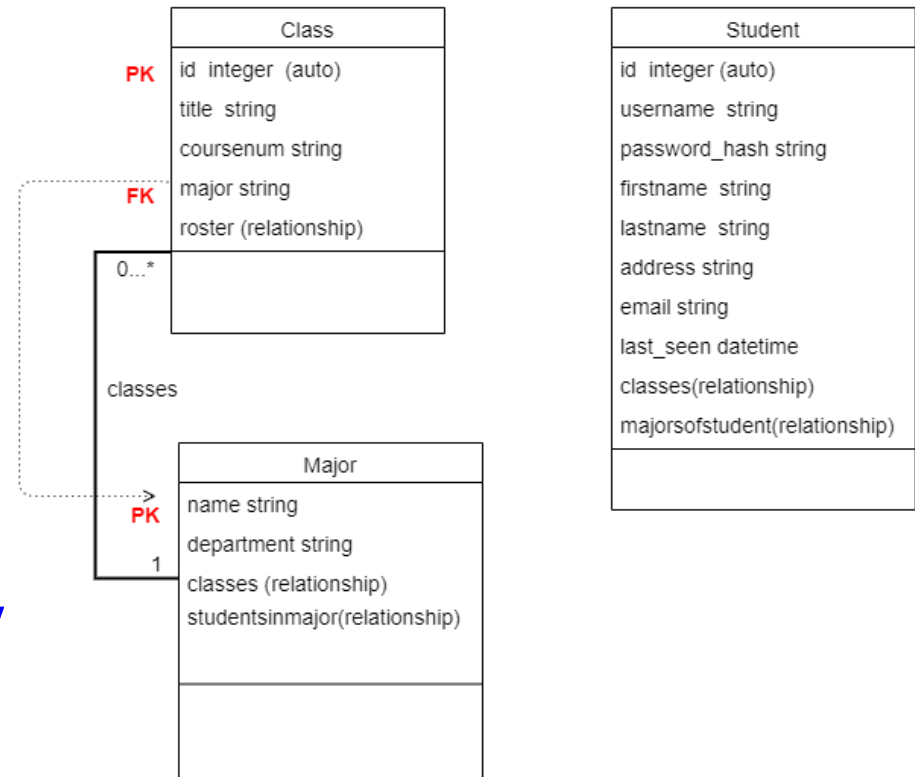 Class
PK
id integer (auto)
title string
coursenum string
FK
major string
roster (relationship)
0...*
classes
Major
PK
name string
department string
1
classes (relationship)
studentsinmajor(relationship)
Student
id integer (auto)
username string
password_hash string
firstname string
lastname string
address string
email string
last_seen datetime
classes(relationship)
majorsofstudent(relationship)